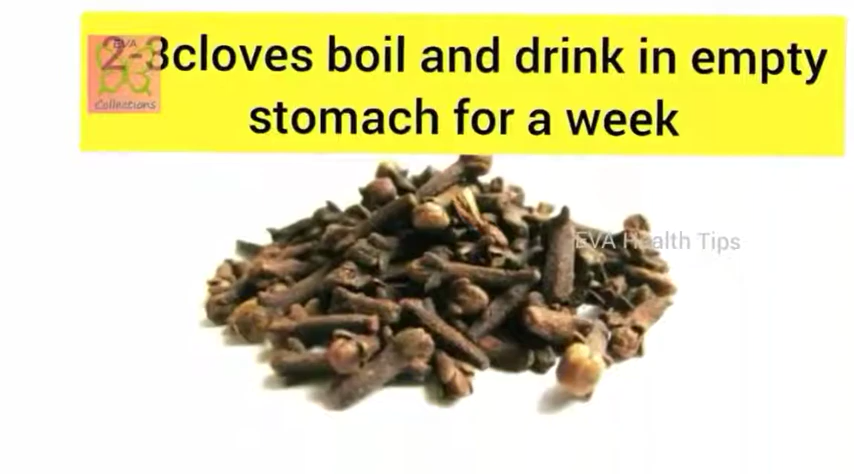 2-3cloves boil and drink in empty
stomach for a week
EVA
Collections
EVA Health Tips